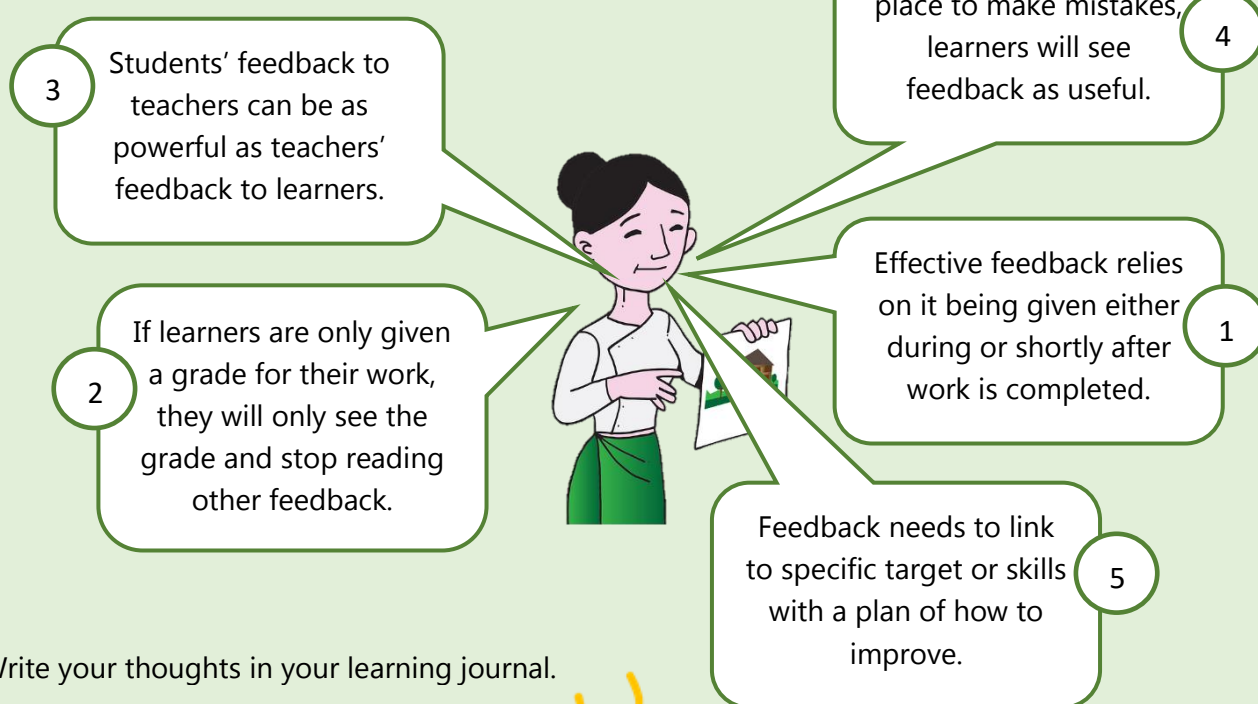 place to make mistakes,
learners will see
feedback as useful.
4
3
Students’ feedback to
teachers can be as
powerful as teachers’
feedback to learners.
Effective feedback relies
on it being given either
during or shortly after
work is completed.
1
2
If learners are only given
a grade for their work,
they will only see the
grade and stop reading
other feedback.
Feedback needs to link
to specific target or skills
with a plan of how to
improve.
5
Write your thoughts in your learning journal.